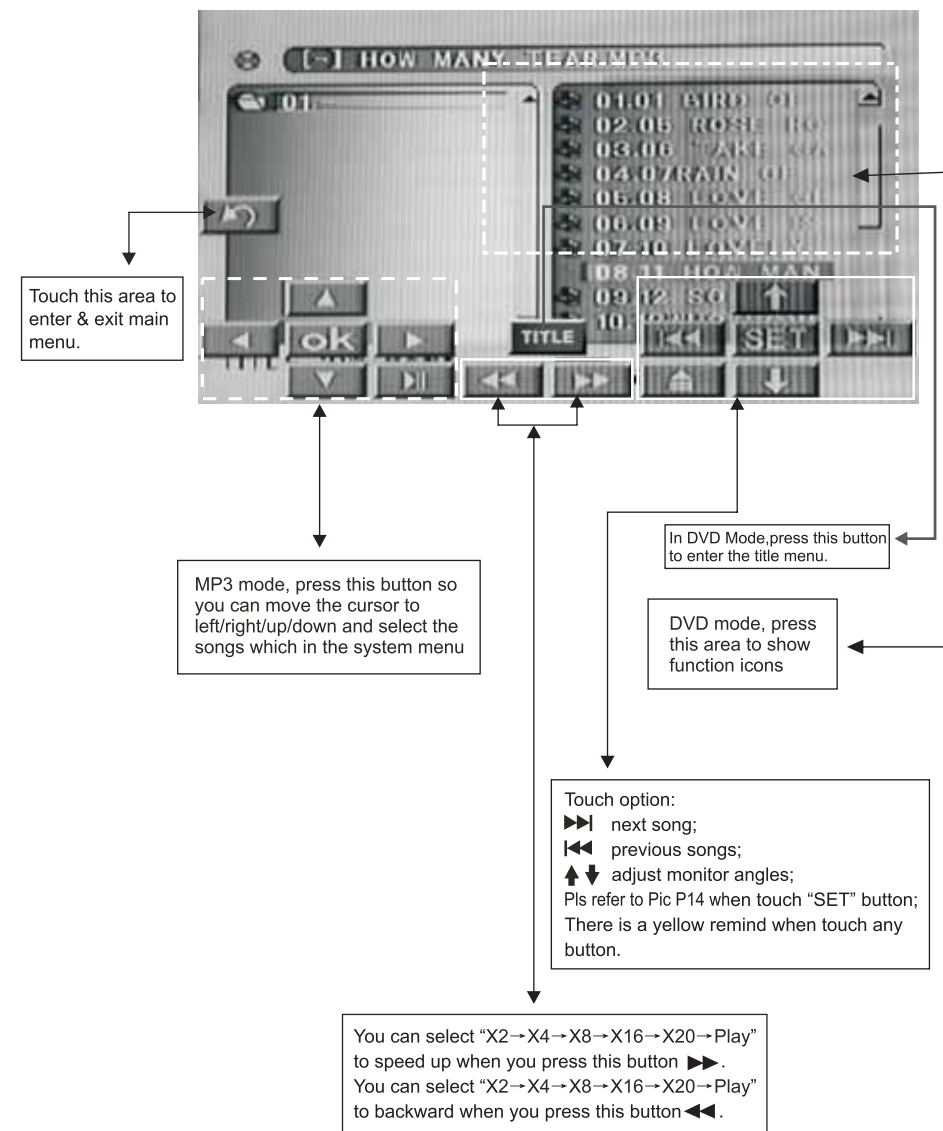 HOW MANY TEAR.MDK
01
01.01 BIRD OF
02.05 ROSE RO
03.06 TAKE
04.07RAIN OF
05.08 LOVE OF
06.09 LOVE IS
07.10 LOVE
08.11 HOW MAN
09.12 SO
10.
ok
TITLE
SET
Touch this area to
enter & exit main
menu.
In DVD Mode,press this button
to enter the title menu.
MP3 mode, press this button so
you can move the cursor to
left/right/up/down and select the
songs which in the system menu
DVD mode, press
this area to show
function icons
Touch option:
▶▶| next song;
|◀◀ previous songs;
⬆ ⬇ adjust monitor angles;
Pls refer to Pic P14 when touch “SET” button;
There is a yellow remind when touch any
button.
You can select “X2→X4→X8→X16→X20→Play”
to speed up when you press this button ▶▶.
You can select “X2→X4→X8→X16→X20→Play”
to backward when you press this button ◀◀.